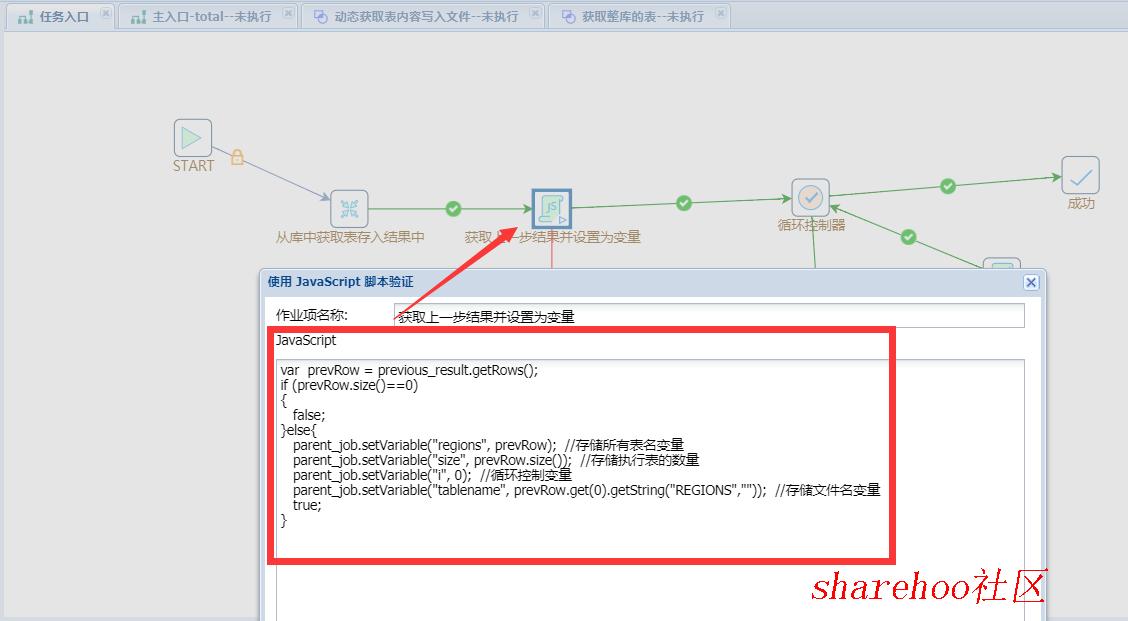 任务入口
主入口-total--未执行
动态获取表内容写入文件--未执行
获取整库的表--未执行
START
从库中获取表存入结果中
JS
获取上一步结果并设置为变量
循环控制器
成功
使用 JavaScript 脚本验证
作业项名称:
获取上一步结果并设置为变量
JavaScript
var  prevRow = previous_result.getRows();
if (prevRow.size()==0)
{
   false;
}else{
   parent_job.setVariable("regions", prevRow);  //存储所有表名变量
   parent_job.setVariable("size", prevRow.size());  //存储执行表的数量
   parent_job.setVariable("i", 0);  //循环控制变量
   parent_job.setVariable("tablename", prevRow.get(0).getString("REGIONS",""));  //存储文件名变量
   true;
}
sharehoo社区